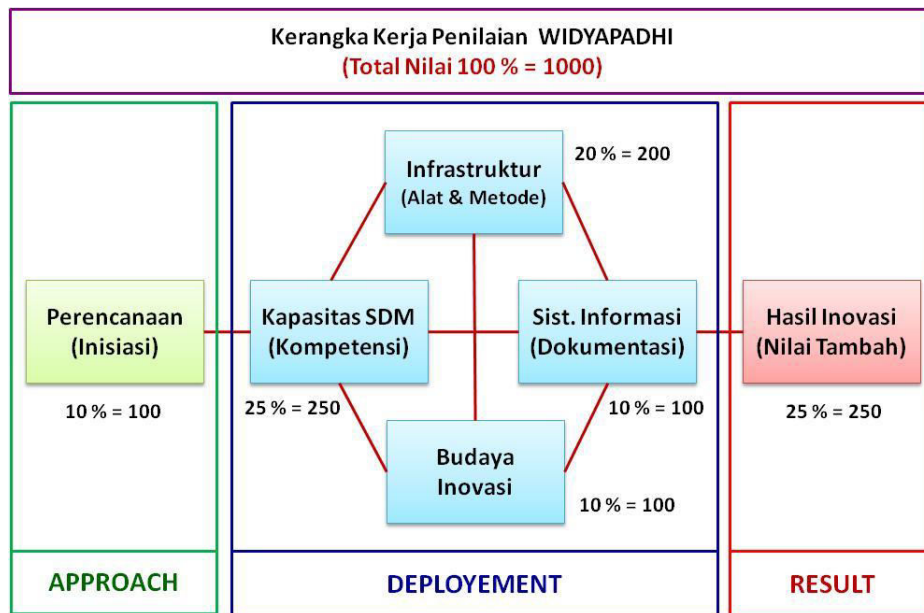 Kerangka Kerja Penilaian WIDYAPADHI
(Total Nilai 100 % = 1000)
Infrastruktur
(Alat & Metode)
20 % = 200
Perencanaan
(Inisiasi)
10 % = 100
Kapasitas SDM
(Kompetensi)
25 % = 250
Sist. Informasi
(Dokumentasi)
10 % = 100
Budaya
Inovasi
10 % = 100
Hasil Inovasi
(Nilai Tambah)
25 % = 250
APPROACH
DEPLOYEMENT
RESULT